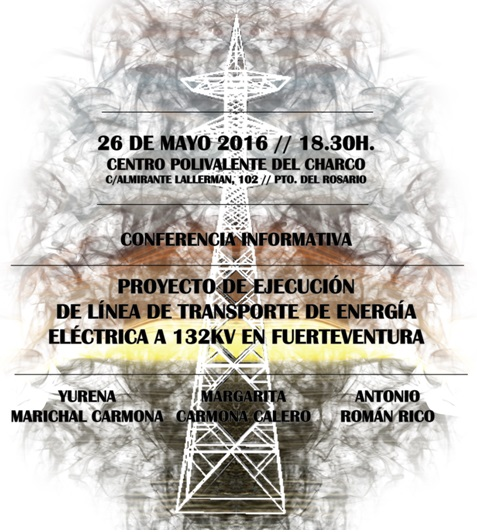 26 DE MAYO 2016 // 18.30H.
CENTRO POLIVALENTE DEL CHARCO
C/ALMIRANTE LALLERMAN, 102 // PTO. DEL ROSARIO
CONFERENCIA INFORMATIVA
PROYECTO DE EJECUCIÓN
DE LÍNEA DE TRANSPORTE DE ENERGÍA
ELÉCTRICA A 132KV EN FUERTEVENTURA
YURENA MARGARITA ANTONIO
MARICHAL CARMONA CARMONA CALERO ROMÁN RICO